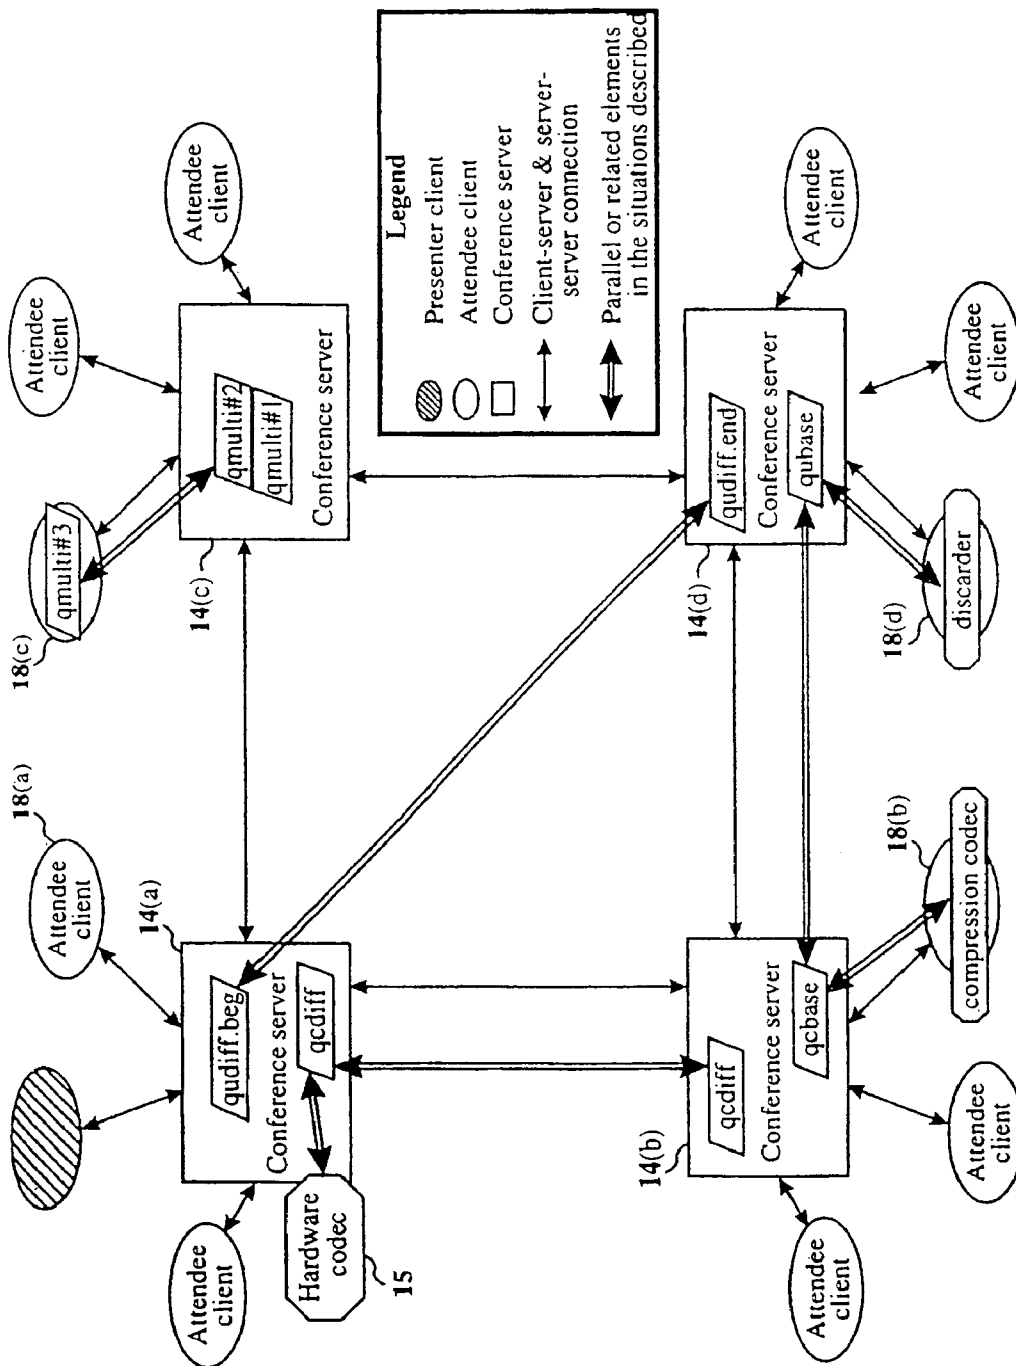 Attendee
client
Hardware
codec
15
Conference server
qudiff.beg
qcdiff
14(a)
Attendee
client
18(a)
18(c)
qmulti#3
Attendee
client
Attendee
client
14(c)
qmulti#2
qmulti#1
Conference server
Attendee
client
14(b)
qcdiff
Conference server
qcbase
Attendee
client
18(b)
compression codec
14(d)
qudiff.end
Conference server
qubase
18(d)
discarder
Attendee
client
Attendee
client
Legend
Presenter client
Attendee client
Conference server
Client-server & server-
server connection
Parallel or related elements
in the situations described